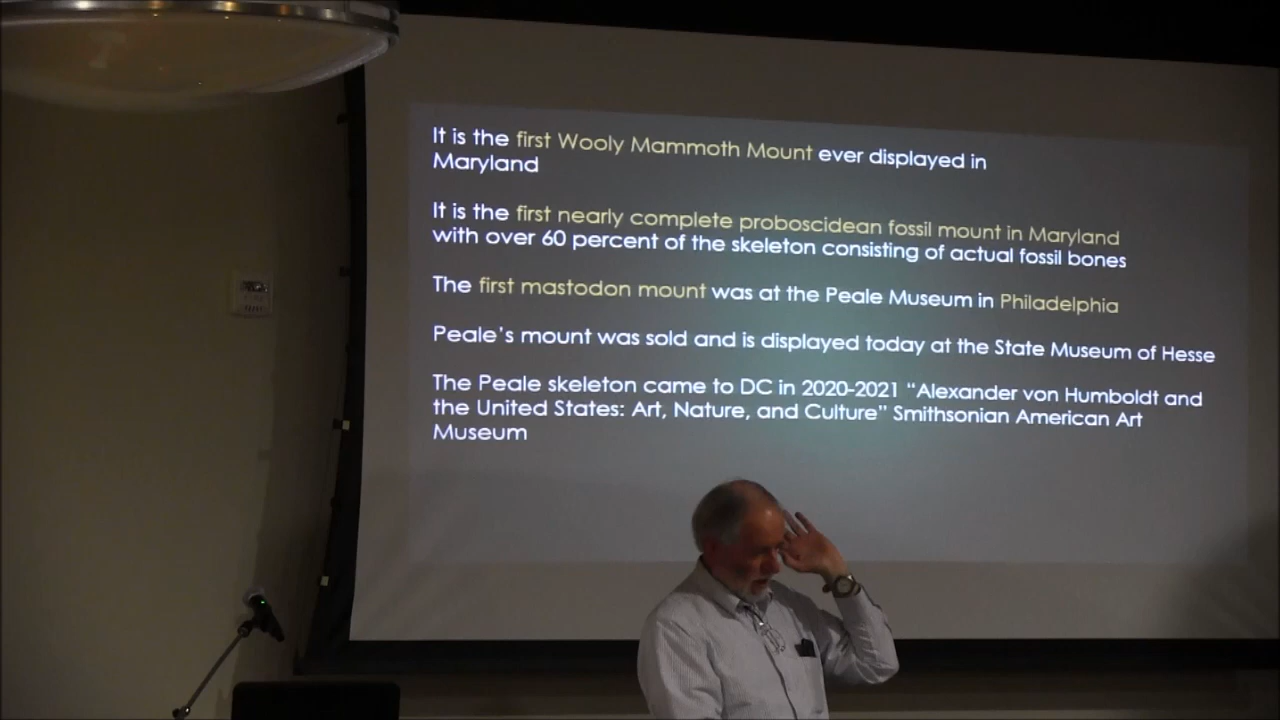 It is the first Wooly Mammoth Mount ever displayed in
Maryland
It is the first nearly complete proboscidean fossil mount in Maryland
with over 60 percent of the skeleton consisting of actual fossil bones
The first mastodon mount was at the Peale Museum in Philadelphia
Peale's mount was sold and is displayed today at the State Museum of Hesse
The Peale skeleton came to DC in 2020-2021 “Alexander von Humboldt and
the United States: Art, Nature, and Culture” Smithsonian American Art
Museum